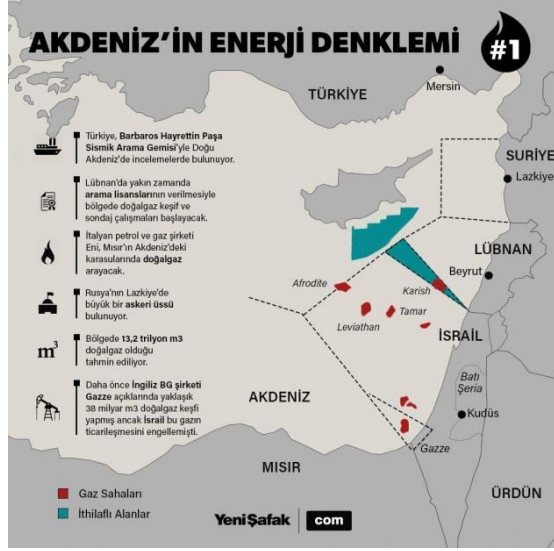 AKDENİZ'İN ENERJİ DENKLEMİ
#1
TÜRKİYE
Mersin
SURİYE
Lazkiye
LÜBNAN
Beyrut
Karish
Afrodite
Tamar
Leviathan
İSRAİL
AKDENİZ
Batı
Şeria
Kudüs
Gazze
MISIR
ÜRDÜN
Türkiye, Barbaros Hayrettin Paşa
Sismik Arama Gemisi'yle Doğu
Akdeniz'de incelemelerde bulunuyor.
Lübnan'da yakın zamanda
arama lisanslarının verilmesiyle
bölgede doğalgaz keşif ve
sondaj çalışmaları başlayacak.
İtalyan petrol ve gaz şirketi
Eni, Mısır'ın Akdeniz'deki
karasularında doğalgaz
arayacak.
Rusya'nın Lazkiye'de
büyük bir askeri üssü
bulunuyor.
m³
Bölgede 13,2 trilyon m3
doğalgaz olduğu
tahmin ediliyor.
Daha önce İngiliz BG şirketi
Gazze açıklarında yaklaşık
38 milyar m3 doğalgaz keşfi
yapmış ancak İsrail bu gazın
ticarileşmesini engellemişti.
Gaz Sahaları
İthilaflı Alanlar
YeniŞafak com